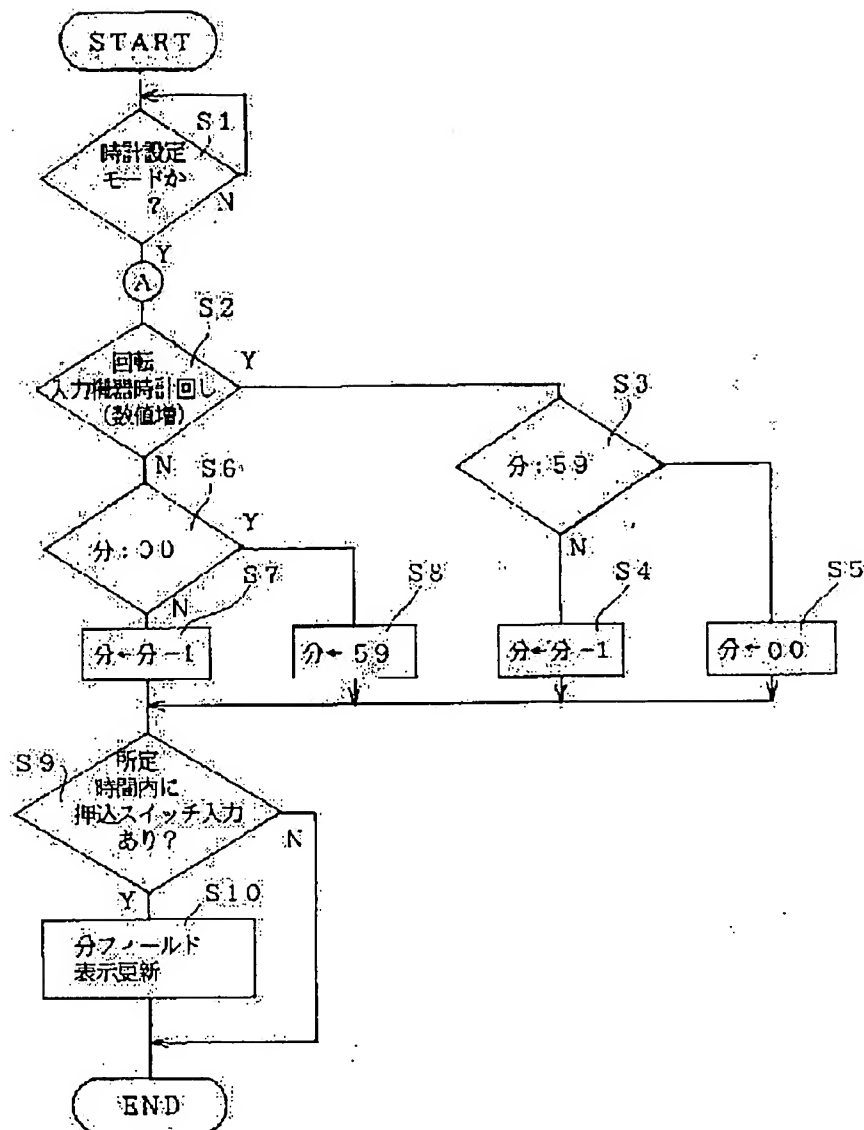 START
S1
時計設定
モードか
?
N
Y
A
S2
回転
入力機器時計回し
(数値増)
Y
N
S3
分:59
N
S6
分:00
Y
N
S7
分←分-1
S8
分←59
S4
分←分-1
S5
分←00
S9
所定
時間内に
押込スイッチ入力
あり?
N
Y
S10
分フィールド
表示更新
END